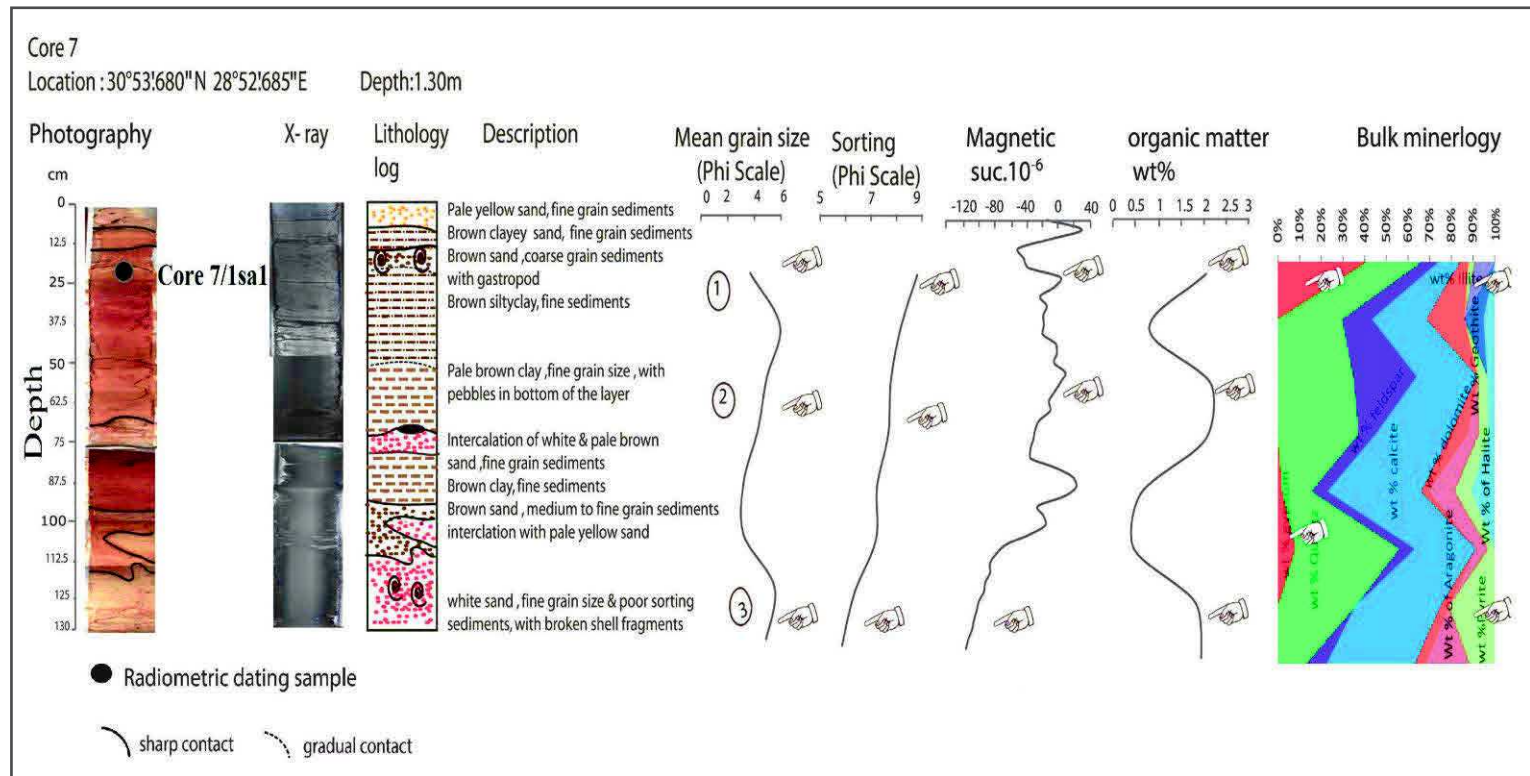 Core 7
Location : 30°53'.680" N 28°52'.685" E Depth:1.30m
Photography
X- ray
Lithology
log
Description
Mean grain size
(Phi Scale)
Sorting
(Phi Scale)
Magnetic
suc.10-6
organic matter
wt%
Bulk minerlogy
cm
0 2 4 6
5 7 9
-120 -80 -40 0 40
0 0.5 1 1.5 2 2.5 3
0% 10% 20% 30% 40% 50% 60% 70% 80% 90% 100%
Depth
0
12.5
25
37.5
50
62.5
75
87.5
100
112.5
125
130
Core 7/1sa1
Pale yellow sand, fine grain sediments
Brown clayey sand, fine grain sediments
Brown sand ,coarse grain sediments
with gastropod
Brown siltyclay, fine sediments
Pale brown clay ,fine grain size , with
pebbles in bottom of the layer
Intercalation of white & pale brown
sand ,fine grain sediments
Brown clay, fine sediments
Brown sand , medium to fine grain sediments
interclation with pale yellow sand
white sand , fine grain size & poor sorting
sediments, with broken shell fragments
1
2
3
wt% Illite
wt % Geothite
wt % feldspar
wt % dolomite
wt % calcite
wt % of Halite
Wt % of Aragonite
wt %Pyrite
wt %
Radiometric dating sample
sharp contact
gradual contact